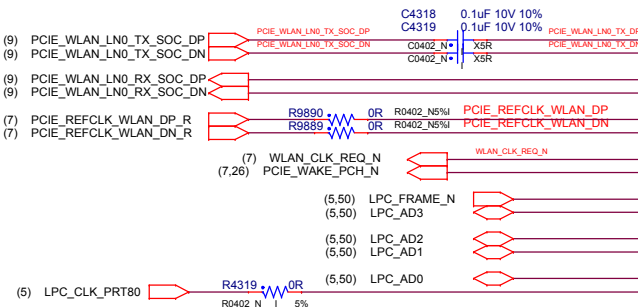 C4318 0.1uF 10V 10%
PCIE_WLAN_LN0_TX_SOC_DP C4319 0.1uF 10V 10% PCIE_WLAN_LN0_TX_DP
(9) PCIE_WLAN_LN0_TX_SOC_DP
PCIE_WLAN_LN0_TX_SOC_DN C0402_N X5R PCIE_WLAN_LN0_TX_DN
(9) PCIE_WLAN_LN0_TX_SOC_DN
C0402_N X5R
(9) PCIE_WLAN_LN0_RX_SOC_DP
(9) PCIE_WLAN_LN0_RX_SOC_DN
(7) PCIE_REFCLK_WLAN_DP_R R9890 0R R0402_N5%I PCIE_REFCLK_WLAN_DP
(7) PCIE_REFCLK_WLAN_DN_R R9889 0R R0402_N5%I PCIE_REFCLK_WLAN_DN
(7) WLAN_CLK_REQ_N WLAN_CLK_REQ_N
(7,26) PCIE_WAKE_PCH_N
(5,50) LPC_FRAME_N
(5,50) LPC_AD3
(5,50) LPC_AD2
(5,50) LPC_AD1
(5,50) LPC_AD0
(5) LPC_CLK_PRT80 R4319 0R
R0402_N I 5%